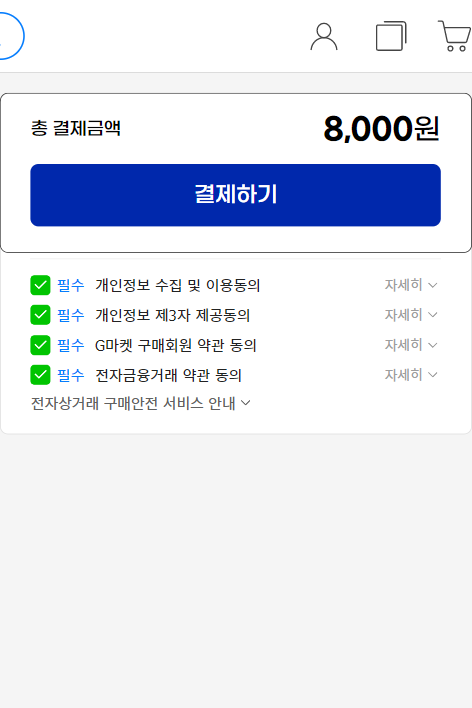 총 결제금액 8,000원
결제하기
필수 개인정보 수집 및 이용동의 자세히
필수 개인정보 제3자 제공동의 자세히
필수 G마켓 구매회원 약관 동의 자세히
필수 전자금융거래 약관 동의 자세히
전자상거래 구매안전 서비스 안내